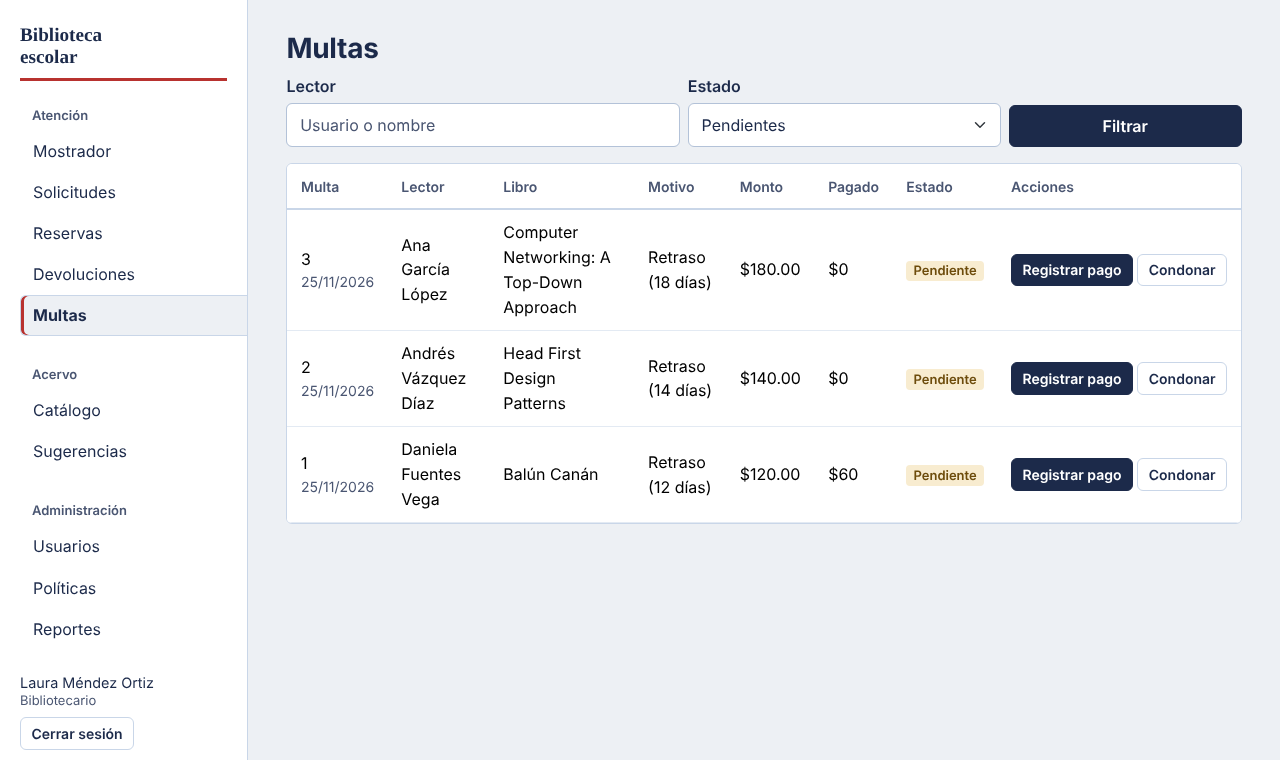 Biblioteca
escolar
Atención
Mostrador
Solicitudes
Reservas
Devoluciones
Multas
Acervo
Catálogo
Sugerencias
Administración
Usuarios
Políticas
Reportes
Laura Méndez Ortiz
Bibliotecario
Cerrar sesión
Multas
Lector
Estado
Usuario o nombre
Pendientes
Filtrar
Multa Lector Libro Motivo Monto Pagado Estado Acciones
3
25/11/2026
Ana
García
López
Computer
Networking: A
Top-Down
Approach
Retraso
(18 días)
$180.00
$0
Pendiente
Registrar pago
Condonar
2
25/11/2026
Andrés
Vázquez
Díaz
Head First
Design
Patterns
Retraso
(14 días)
$140.00
$0
Pendiente
Registrar pago
Condonar
1
25/11/2026
Daniela
Fuentes
Vega
Balún Canán
Retraso
(12 días)
$120.00
$60
Pendiente
Registrar pago
Condonar